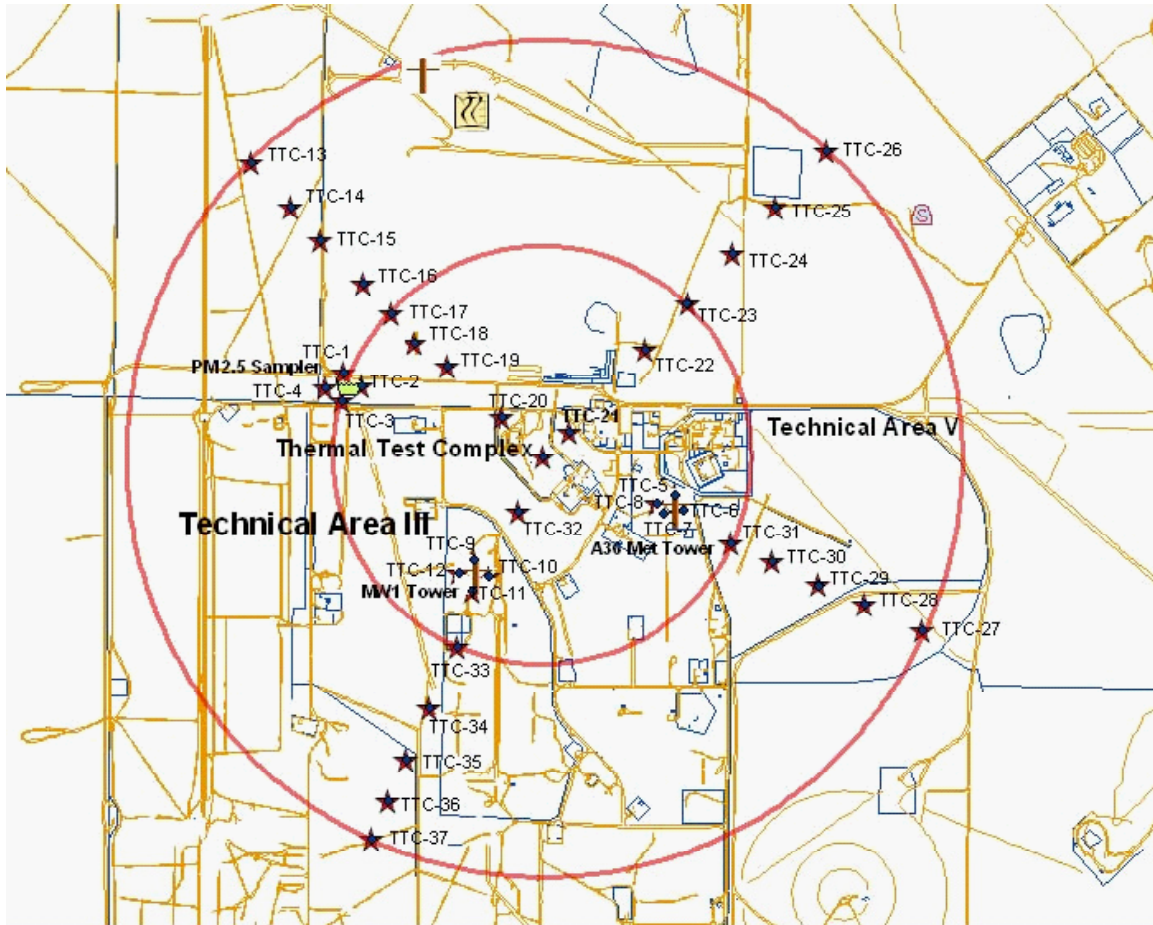 TTC-13
TTC-26
TTC-14
TTC-25
S
TTC-15
TTC-24
TTC-16
TTC-17
TTC-23
TTC-18
TTC-22
TTC-1
TTC-19
PM2.5 Sampler
TTC-4
TTC-2
TTC-20
TTC-3
TTC-21
Technical Area V
Thermal Test Complex
TTC-5
TTC-8
TTC-6
Technical Area III
TTC-32
TTC-7
TTC-31
A36 Met Tower
TTC-9
TTC-30
TTC-12
TTC-10
TTC-29
MW1 Tower
TTC-11
TTC-28
TTC-27
TTC-33
TTC-34
TTC-35
TTC-36
TTC-37